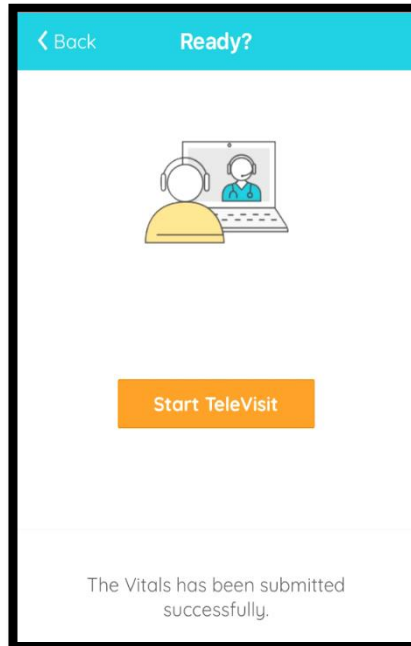 Back
Ready?
Start TeleVisit
The Vitals has been submitted
successfully.